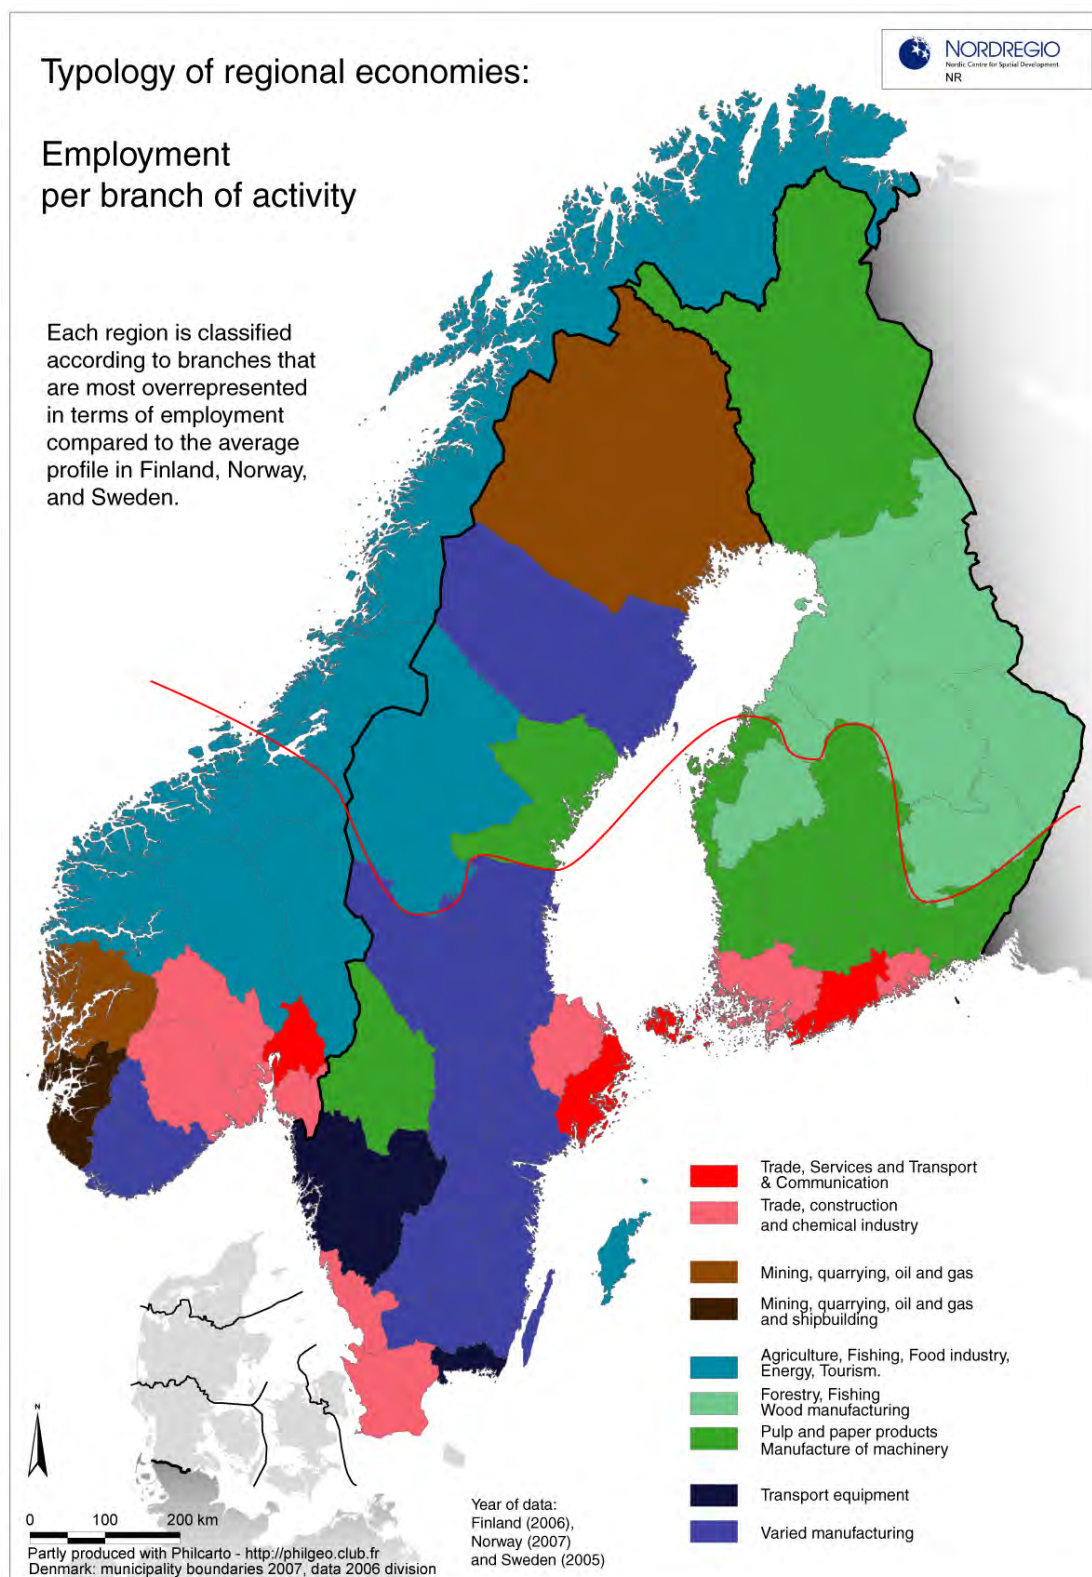 Typology of regional economies:
NORDREGIO
Nordic Centre for Spatial Development
NR
Employment
per branch of activity
Each region is classified
according to branches that
are most overrepresented
in terms of employment
compared to the average
profile in Finland, Norway,
and Sweden.
Trade, Services and Transport
& Communication
Trade, construction
and chemical industry
Mining, quarrying, oil and gas
Mining, quarrying, oil and gas
and shipbuilding
Agriculture, Fishing, Food industry,
Energy, Tourism.
Forestry, Fishing
Wood manufacturing
Pulp and paper products
Manufacture of machinery
Transport equipment
Varied manufacturing
N
0 100 200 km
Year of data:
Finland (2006),
Norway (2007)
and Sweden (2005)
Partly produced with Philcarto - http://philgeo.club.fr
Denmark: municipality boundaries 2007, data 2006 division